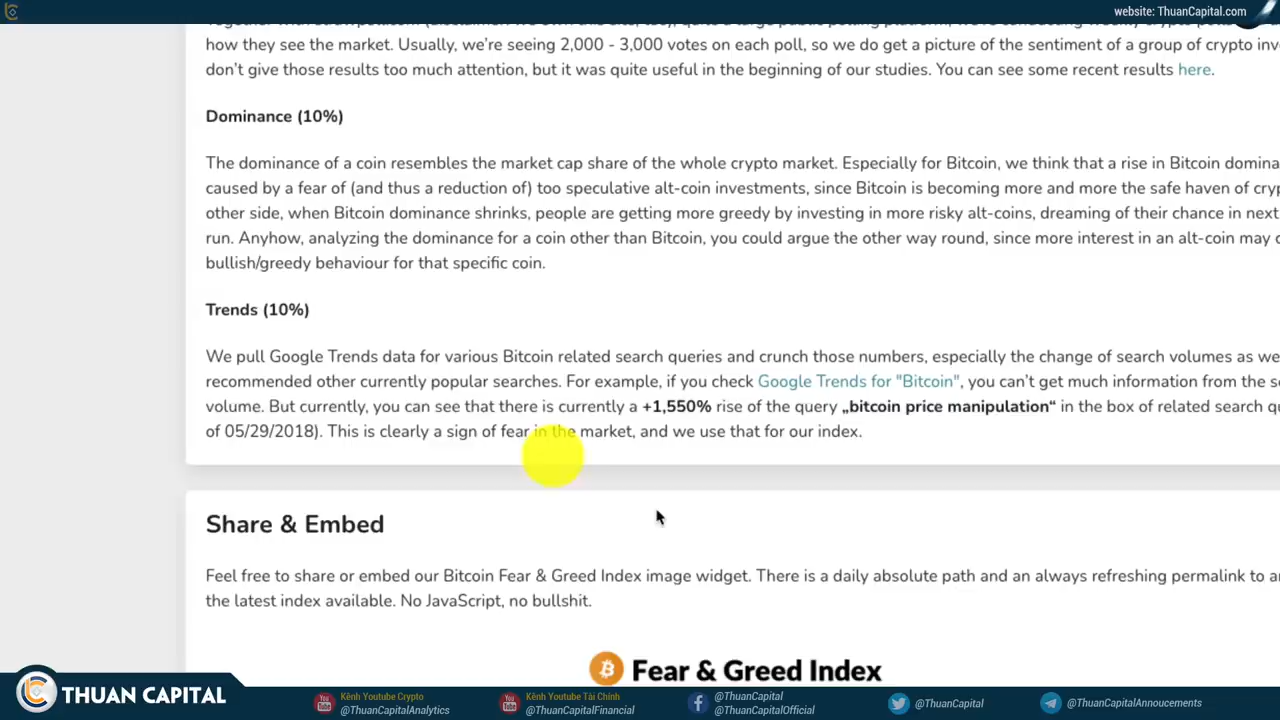 website: ThuanCapital.com
how they see the market. Usually, we're seeing 2,000 - 3,000 votes on each poll, so we do get a picture of the sentiment of a group of crypto
don't give those results too much attention, but it was quite useful in the beginning of our studies. You can see some recent results here.
Dominance (10%)
The dominance of a coin resembles the market cap share of the whole crypto market. Especially for Bitcoin, we think that a rise in Bitcoin
caused by a fear of (and thus a reduction of) too speculative alt-coin investments, since Bitcoin is becoming more and more the safe haven of
other side, when Bitcoin dominance shrinks, people are getting more greedy by investing in more risky alt-coins, dreaming of their chance in next
run. Anyhow, analyzing the dominance for a coin other than Bitcoin, you could argue the other way round, since more interest in an alt-coin may
bullish/greedy behaviour for that specific coin.
Trends (10%)
We pull Google Trends data for various Bitcoin related search queries and crunch those numbers, especially the change of search volumes as
recommended other currently popular searches. For example, if you check Google Trends for "Bitcoin", you can't get much information from the
volume. But currently, you can see that there is currently a +1,550% rise of the query „bitcoin price manipulation“ in the box of related search
of 05/29/2018). This is clearly a sign of fear in the market, and we use that for our index.
Share & Embed
Feel free to share or embed our Bitcoin Fear & Greed Index image widget. There is a daily absolute path and an always refreshing permalink to
the latest index available. No JavaScript, no bullshit.
Fear & Greed Index
THUAN CAPITAL
Kênh Youtube Crypto
@ThuanCapitalAnalytics
Kênh Youtube Tài Chính
@ThuanCapitalFinancial
@ThuanCapital
@ThuanCapitalOfficial
@ThuanCapital
@ThuanCapitalAnnoucements